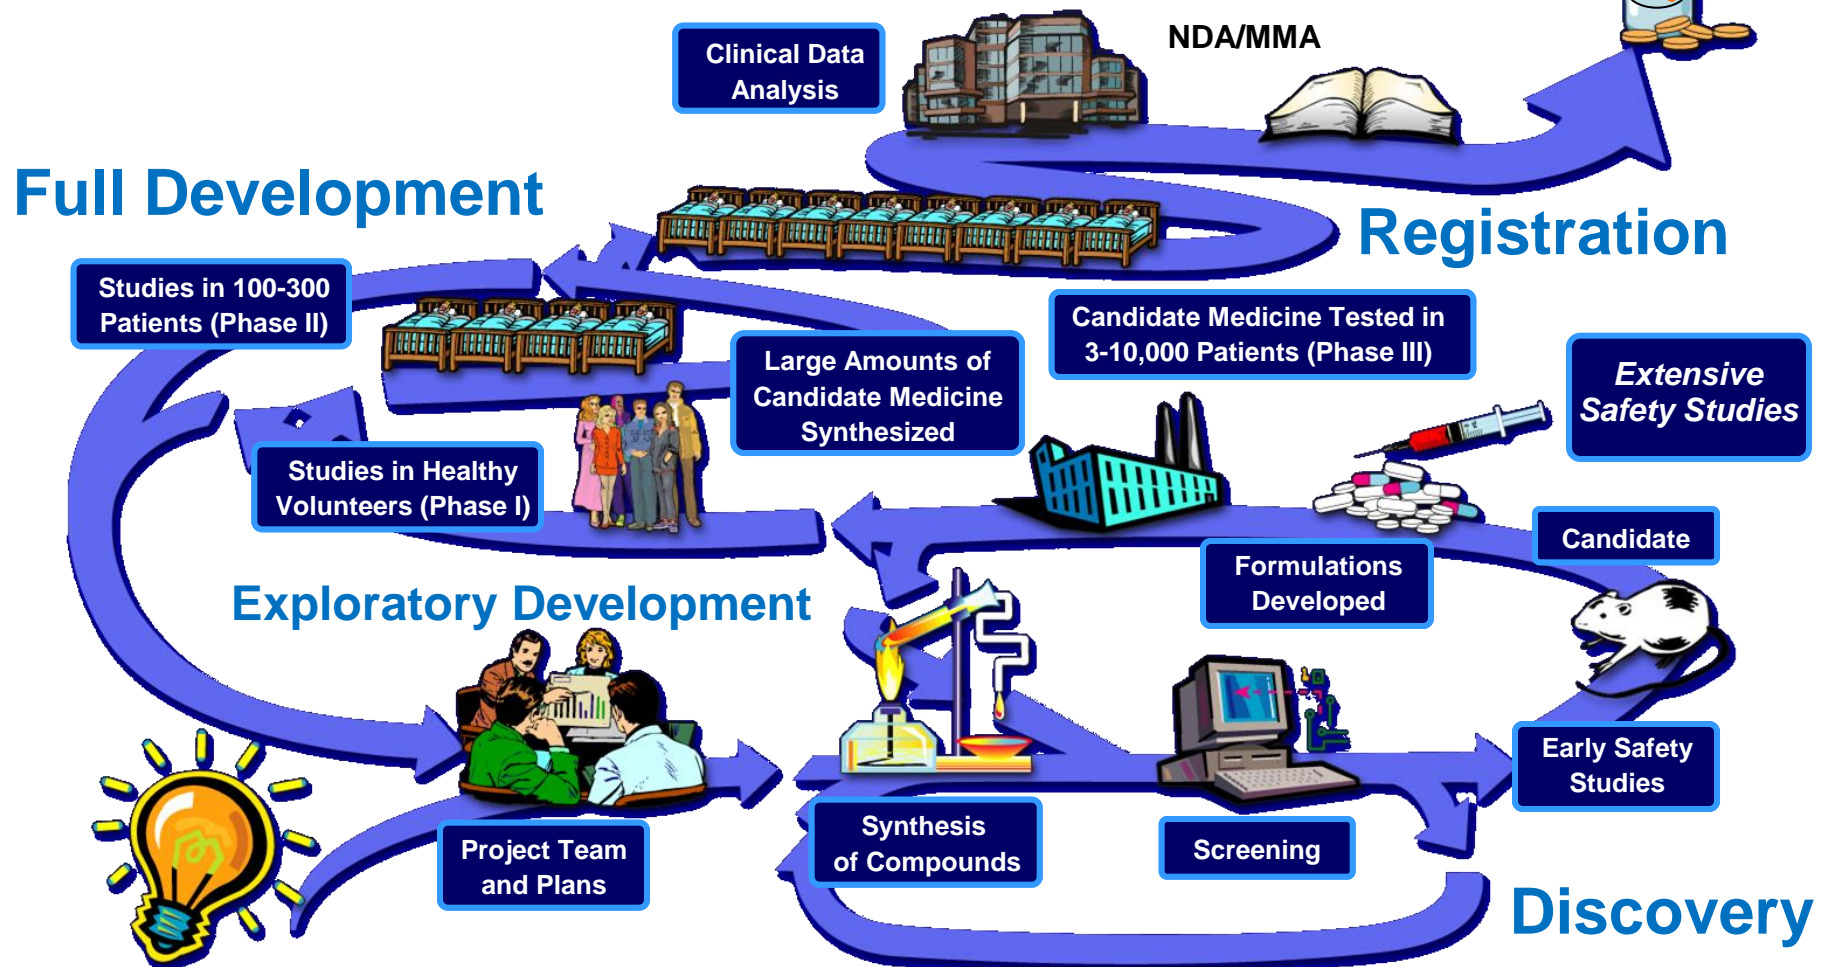 Clinical Data
Analysis
NDA/MMA
Full Development
Registration
Studies in 100-300
Patients (Phase II)
Large Amounts of
Candidate Medicine
Synthesized
Candidate Medicine Tested in
3-10,000 Patients (Phase III)
Extensive
Safety Studies
Studies in Healthy
Volunteers (Phase I)
Candidate
Formulations
Developed
Exploratory Development
Early Safety
Studies
Project Team
and Plans
Synthesis
of Compounds
Screening
Discovery